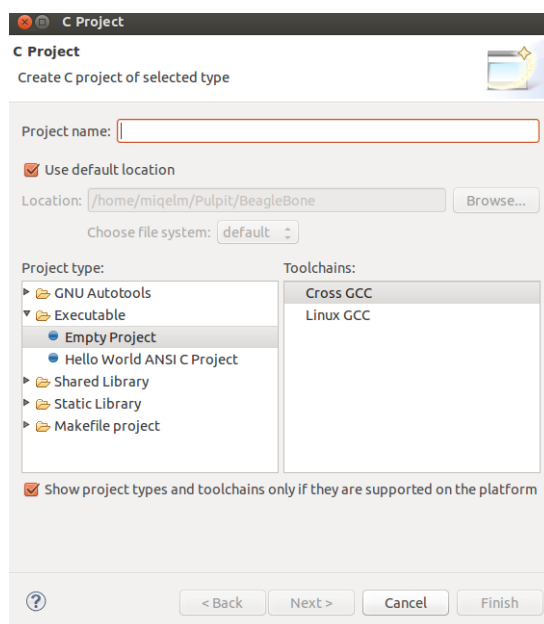 C Project
C Project
Create C project of selected type
Project name:
Use default location
Location: /home/miqelm/Pulpit/BeagleBone Browse...
Choose file system: default
Project type: Toolchains:
GNU Autotools Cross GCC
Executable Linux GCC
Empty Project
Hello World ANSI C Project
Shared Library
Static Library
Makefile project
Show project types and toolchains only if they are supported on the platform
? < Back Next > Cancel Finish